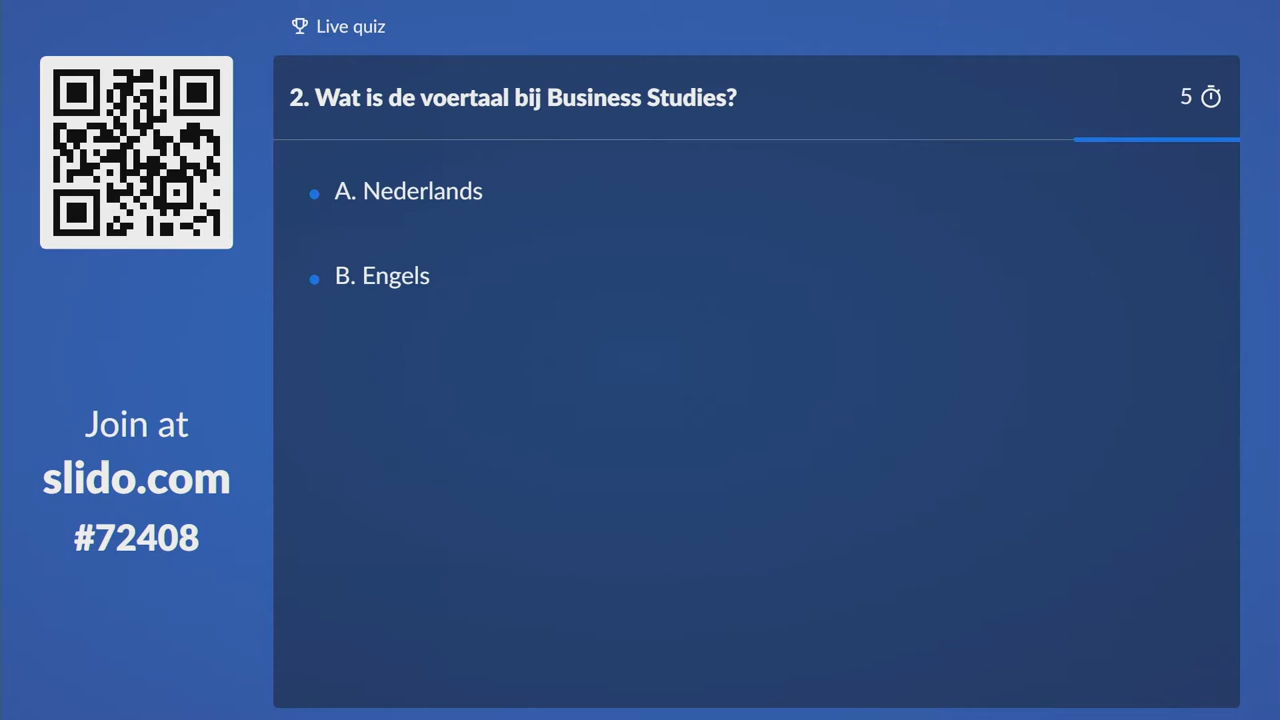 Live quiz
2. Wat is de voertaal bij Business Studies?
5
A. Nederlands
B. Engels
Join at
slido.com
#72408